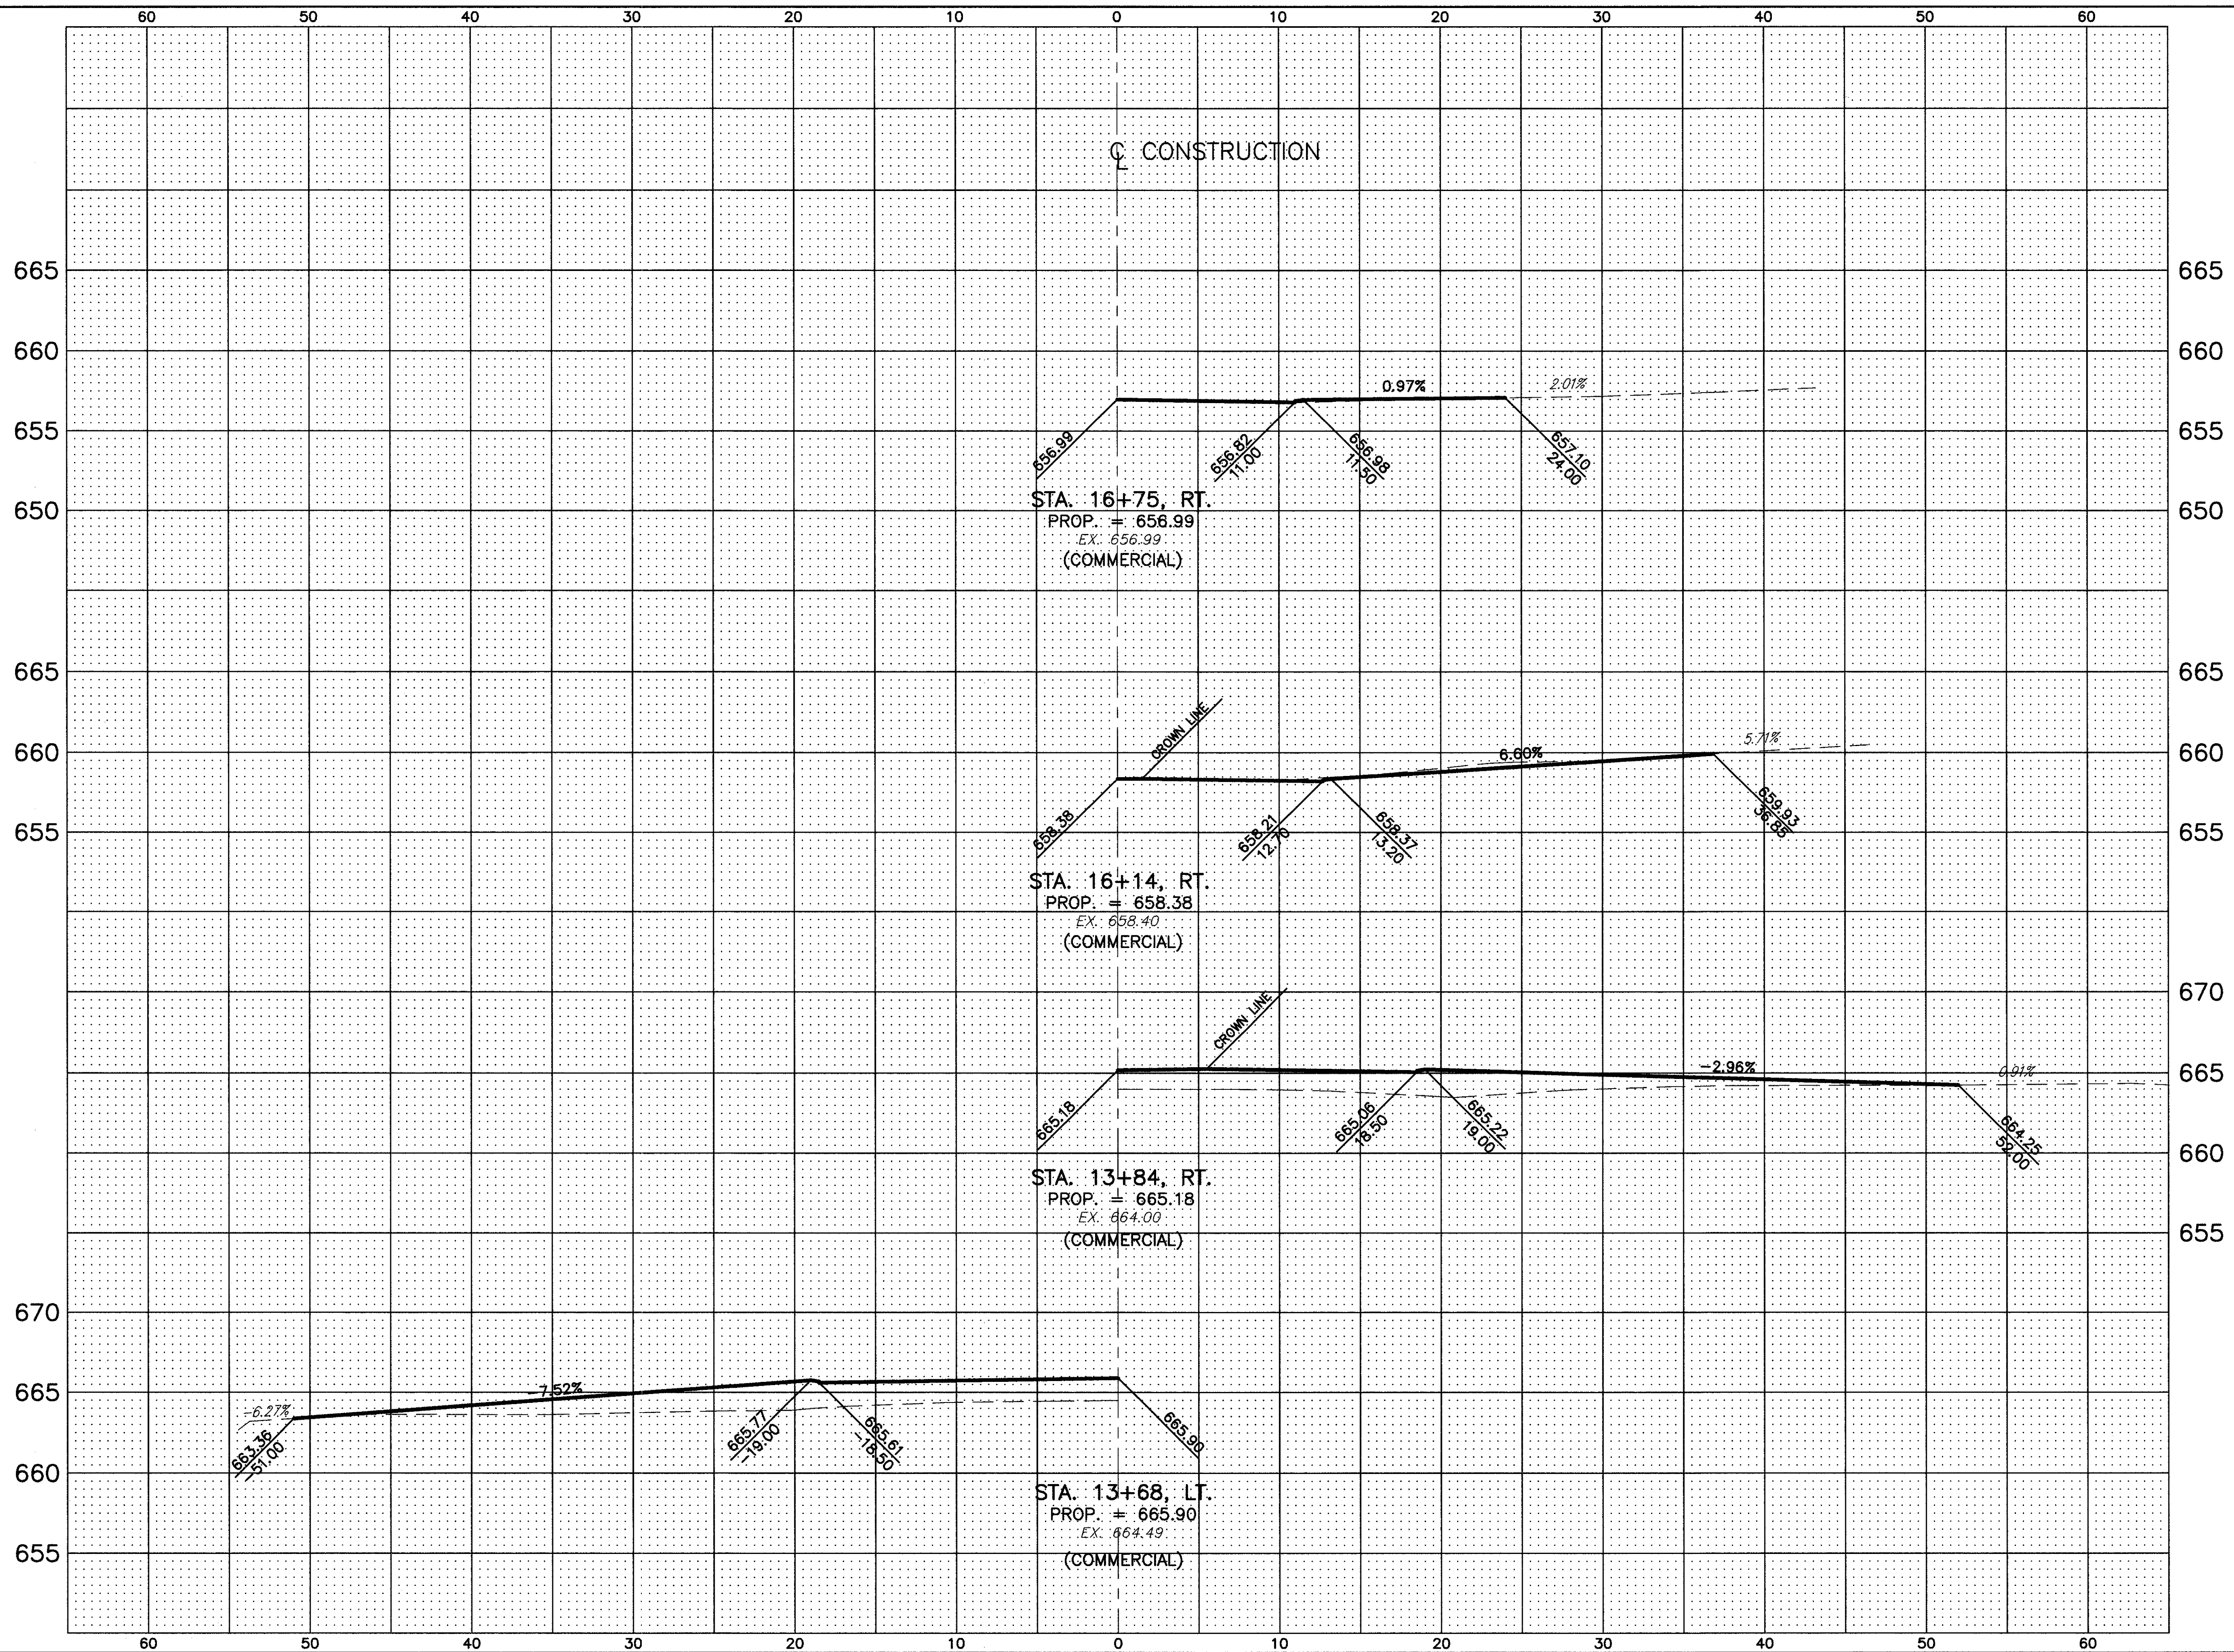 60 50 40 30 20 10 0 10 20 30 40 50 60
℄ CONSTRUCTION
665 665
660 660
0.97% 2.01%
655 655
656.99
656.82
11.00
656.98
11.50
657.10
24.00
650 650
STA. 16+75, RT.
PROP. = 656.99
EX. 656.99
(COMMERCIAL)
665 665
CROWN LINE
660 660
6.60% 5.71%
655 655
658.38
658.21
12.70
658.37
13.20
659.93
36.85
STA. 16+14, RT.
PROP. = 658.38
EX. 658.40
(COMMERCIAL)
670
CROWN LINE
-2.96% 0.91%
665
665.18
665.06
18.50
665.22
19.00
664.25
52.00
660
STA. 13+84, RT.
PROP. = 665.18
EX. 664.00
(COMMERCIAL)
655
670
665
-6.27% -7.52%
663.36
-51.00
665.77
-19.00
665.61
-18.50
665.90
660
STA. 13+68, LT.
PROP. = 665.90
EX. 664.49
(COMMERCIAL)
655
60 50 40 30 20 10 0 10 20 30 40 50 60